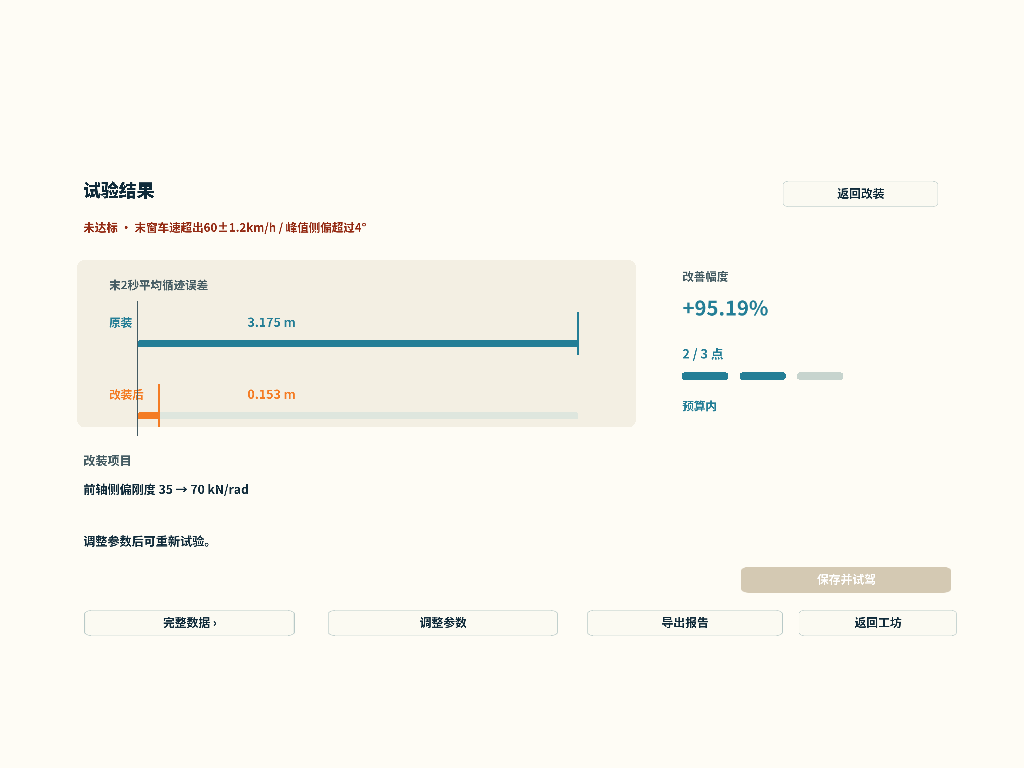 试验结果
返回改装
未达标 · 末窗车速超出60±1.2km/h / 峰值侧偏超过4°
末2秒平均循迹误差
原装 3.175 m
改装后 0.153 m
改善幅度
+95.19%
2 / 3 点
预算内
改装项目
前轴侧偏刚度 35 → 70 kN/rad
调整参数后可重新试验。
保存并试驾
完整数据 ›
调整参数
导出报告
返回工坊